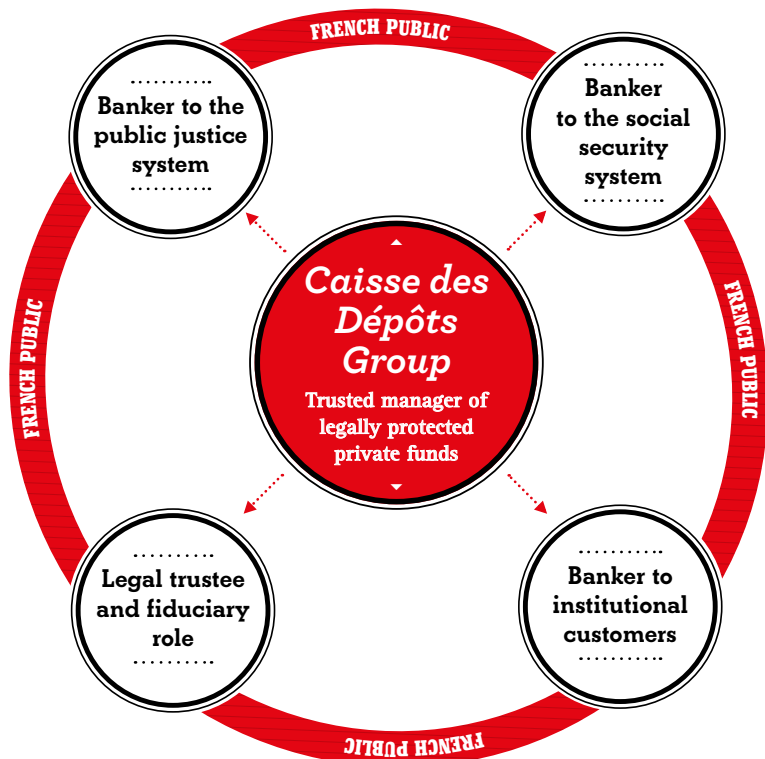 FRENCH PUBLIC
Banker to the
public justice
system
Banker
to the social
security
system
FRENCH PUBLIC
FRENCH PUBLIC
Caisse des
Dépôts
Group
Trusted manager of
legally protected
private funds
Legal trustee
and fiduciary
role
Banker to
institutional
customers
FRENCH PUBLIC